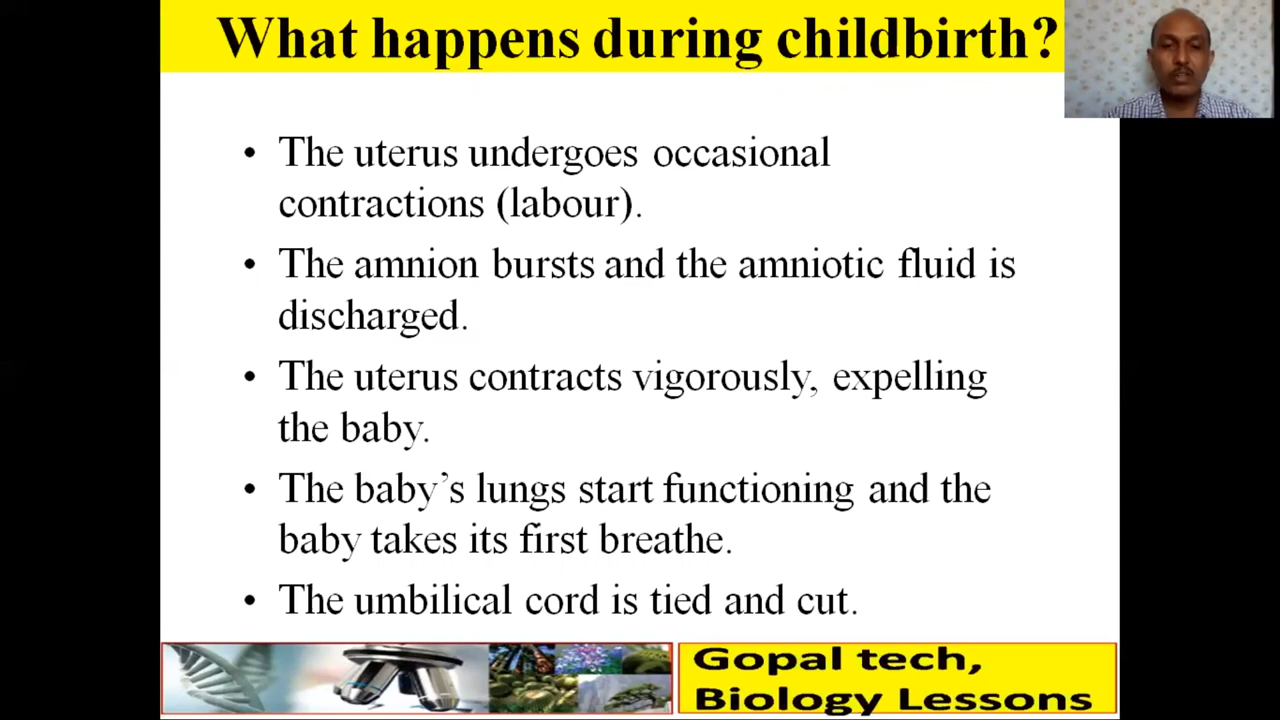 What happens during childbirth?
• The uterus undergoes occasional
contractions (labour).
• The amnion bursts and the amniotic fluid is
discharged.
• The uterus contracts vigorously, expelling
the baby.
• The baby’s lungs start functioning and the
baby takes its first breathe.
• The umbilical cord is tied and cut.
Gopal tech,
Biology Lessons